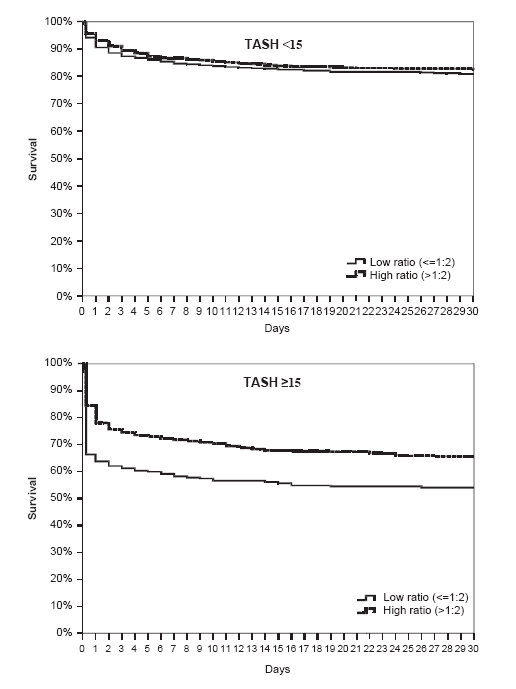 100%
TASH <15
90%
80%
70%
60%
Survival
50%
40%
30%
20%
Low ratio (<=1:2)
10%
High ratio (>1:2)
0%
0 1 2 3 4 5 6 7 8 9 10 11 12 13 14 15 16 17 18 19 20 21 22 23 24 25 26 27 28 29 30
Days
100%
TASH ≥15
90%
80%
70%
60%
Survival
50%
40%
30%
20%
Low ratio (<=1:2)
10%
High ratio (>1:2)
0%
0 1 2 3 4 5 6 7 8 9 10 11 12 13 14 15 16 17 18 19 20 21 22 23 24 25 26 27 28 29 30
Days